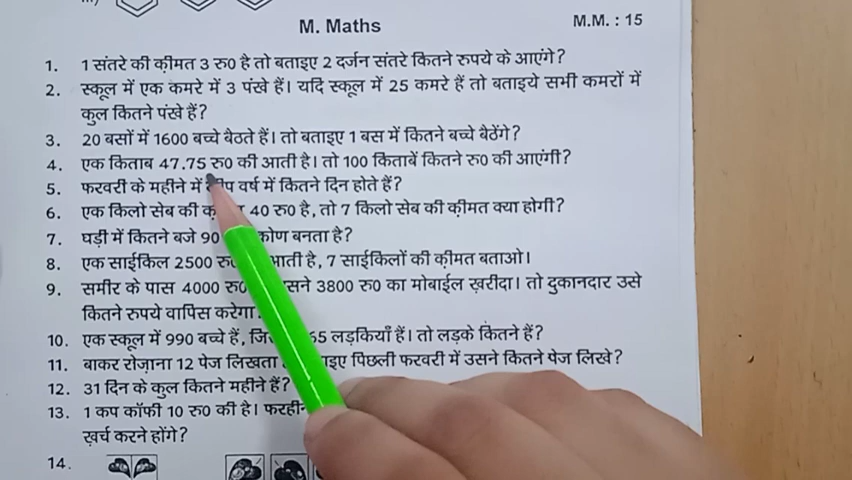 M. Maths
M.M. : 15
1. 1 संतरे की क़ीमत 3 रु0 है तो बताइए 2 दर्जन संतरे कितने रुपये के आएंगे?
2. स्कूल में एक कमरे में 3 पंखे हैं। यदि स्कूल में 25 कमरे हैं तो बताइये सभी कमरों में
कुल कितने पंखे हैं?
3. 20 बसों में 1600 बच्चे बैठते हैं। तो बताइए 1 बस में कितने बच्चे बैठेंगे?
4. एक किताब 47.75 रु0 की आती है। तो 100 किताबें कितने रु0 की आएंगी?
5. फरवरी के महीने में वर्ष में कितने दिन होते हैं?
6. एक किलो सेब की 40 रु0 है, तो 7 किलो सेब की क़ीमत क्या होगी?
7. घड़ी में कितने बजे 90 कोण बनता है?
8. एक साईकिल 2500 आती है, 7 साईकिलों की क़ीमत बताओ।
9. समीर के पास 4000 रु0 3800 रु0 का मोबाईल ख़रीदा। तो दुकानदार उसे
कितने रुपये वापिस करेगा
10. एक स्कूल में 990 बच्चे हैं, 65 लड़कियाँ हैं। तो लड़के कितने हैं?
11. बाकर रोज़ाना 12 पेज लिखता पिछली फरवरी में उसने कितने पेज लिखे?
12. 31 दिन के कुल कितने महीने हैं?
13. 1 कप कॉफी 10 रु0 की है।
ख़र्च करने होंगे?
14.